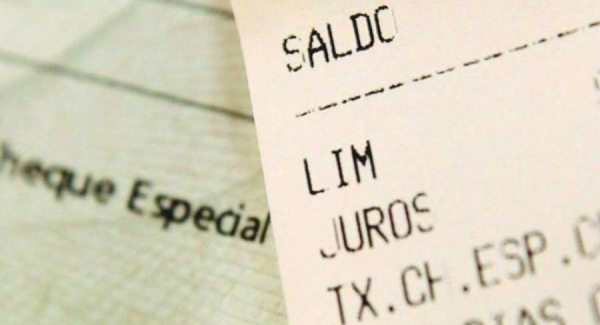 SALDO
LIM
JUROS
TX.CH.ESP.
heque Especial